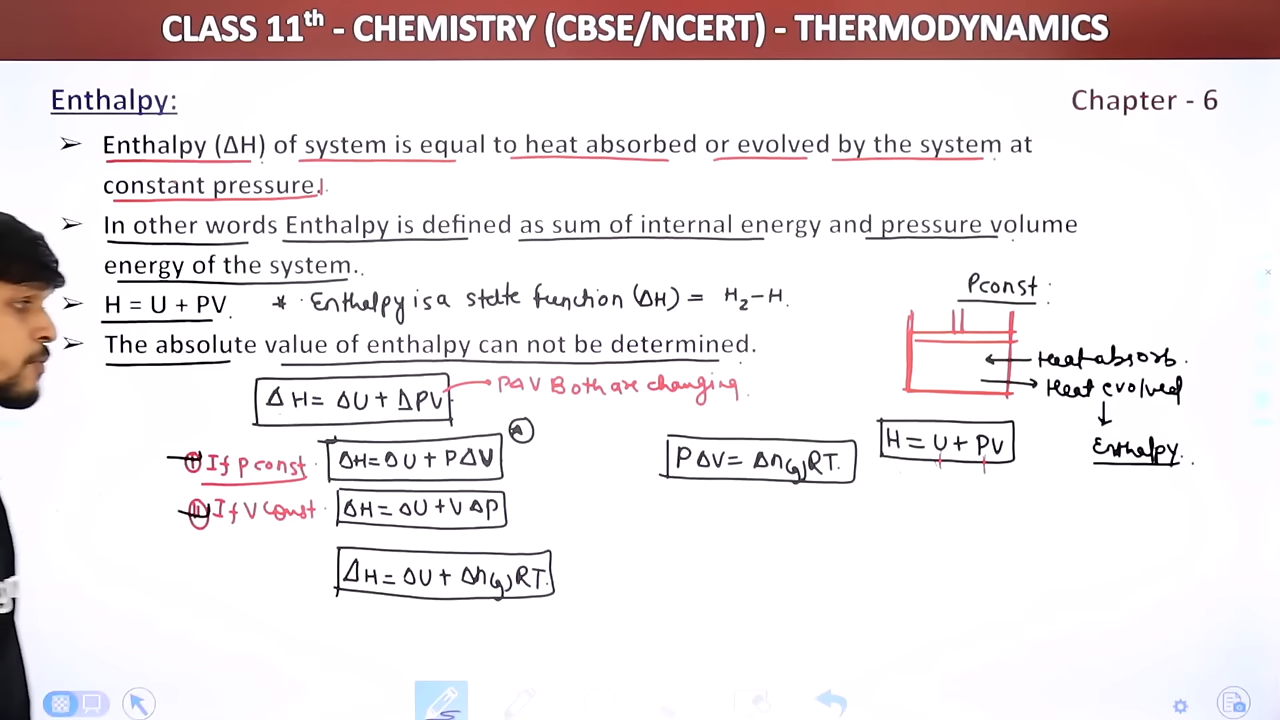 CLASS 11th - CHEMISTRY (CBSE/NCERT) - THERMODYNAMICS
Enthalpy:
Chapter - 6
➢ Enthalpy (ΔH) of system is equal to heat absorbed or evolved by the system at
constant pressure.
➢ In other words Enthalpy is defined as sum of internal energy and pressure volume
energy of the system.
➢ H = U + PV
* Enthalpy is a state function (ΔH) = H₂-H
➢ The absolute value of enthalpy can not be determined.
Pconst
Heat absorb.
Heat evolved
Enthalpy
H = U + PV
ΔH = ΔU + ΔPV
P & V Both are changing
(i) If P const
ΔH = ΔU + PΔV
PΔV = Δn(g)RT.
(ii) If V const
ΔH = ΔU + VΔP
ΔH = ΔU + Δn(g)RT.